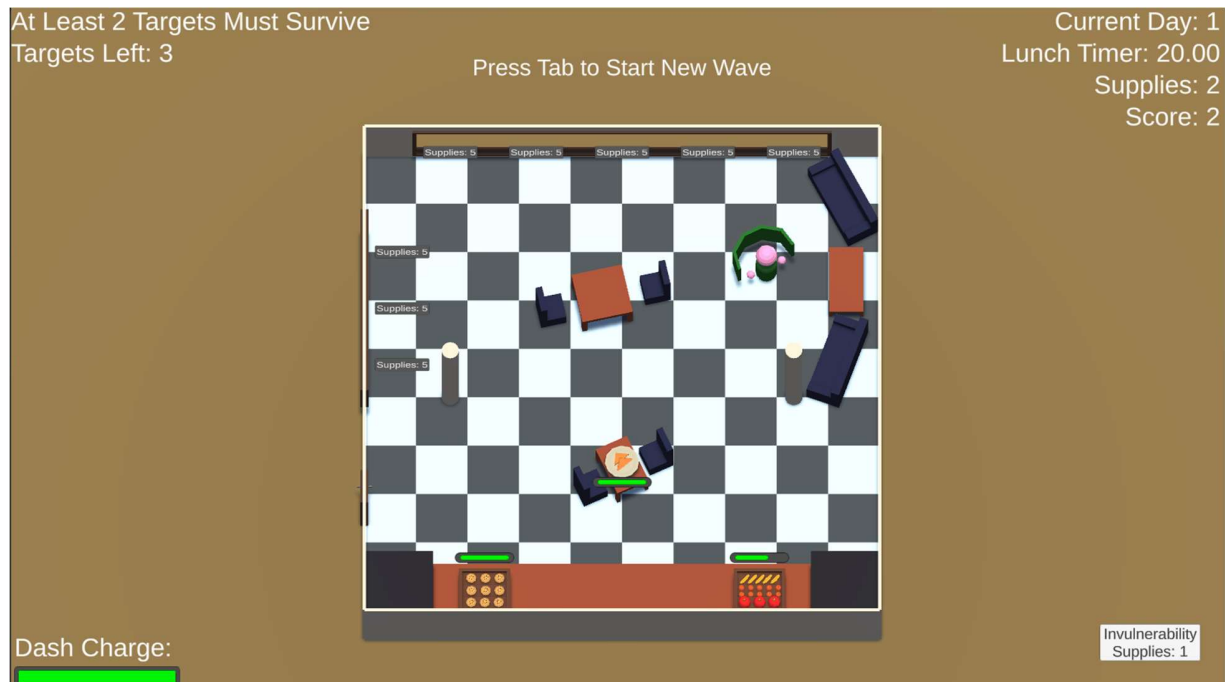 At Least 2 Targets Must Survive
Targets Left: 3
Current Day: 1
Lunch Timer: 20.00
Supplies: 2
Score: 2
Press Tab to Start New Wave
Supplies: 5
Supplies: 5
Supplies: 5
Supplies: 5
Supplies: 5
Supplies: 5
Supplies: 5
Supplies: 5
Dash Charge:
Invulnerability
Supplies: 1